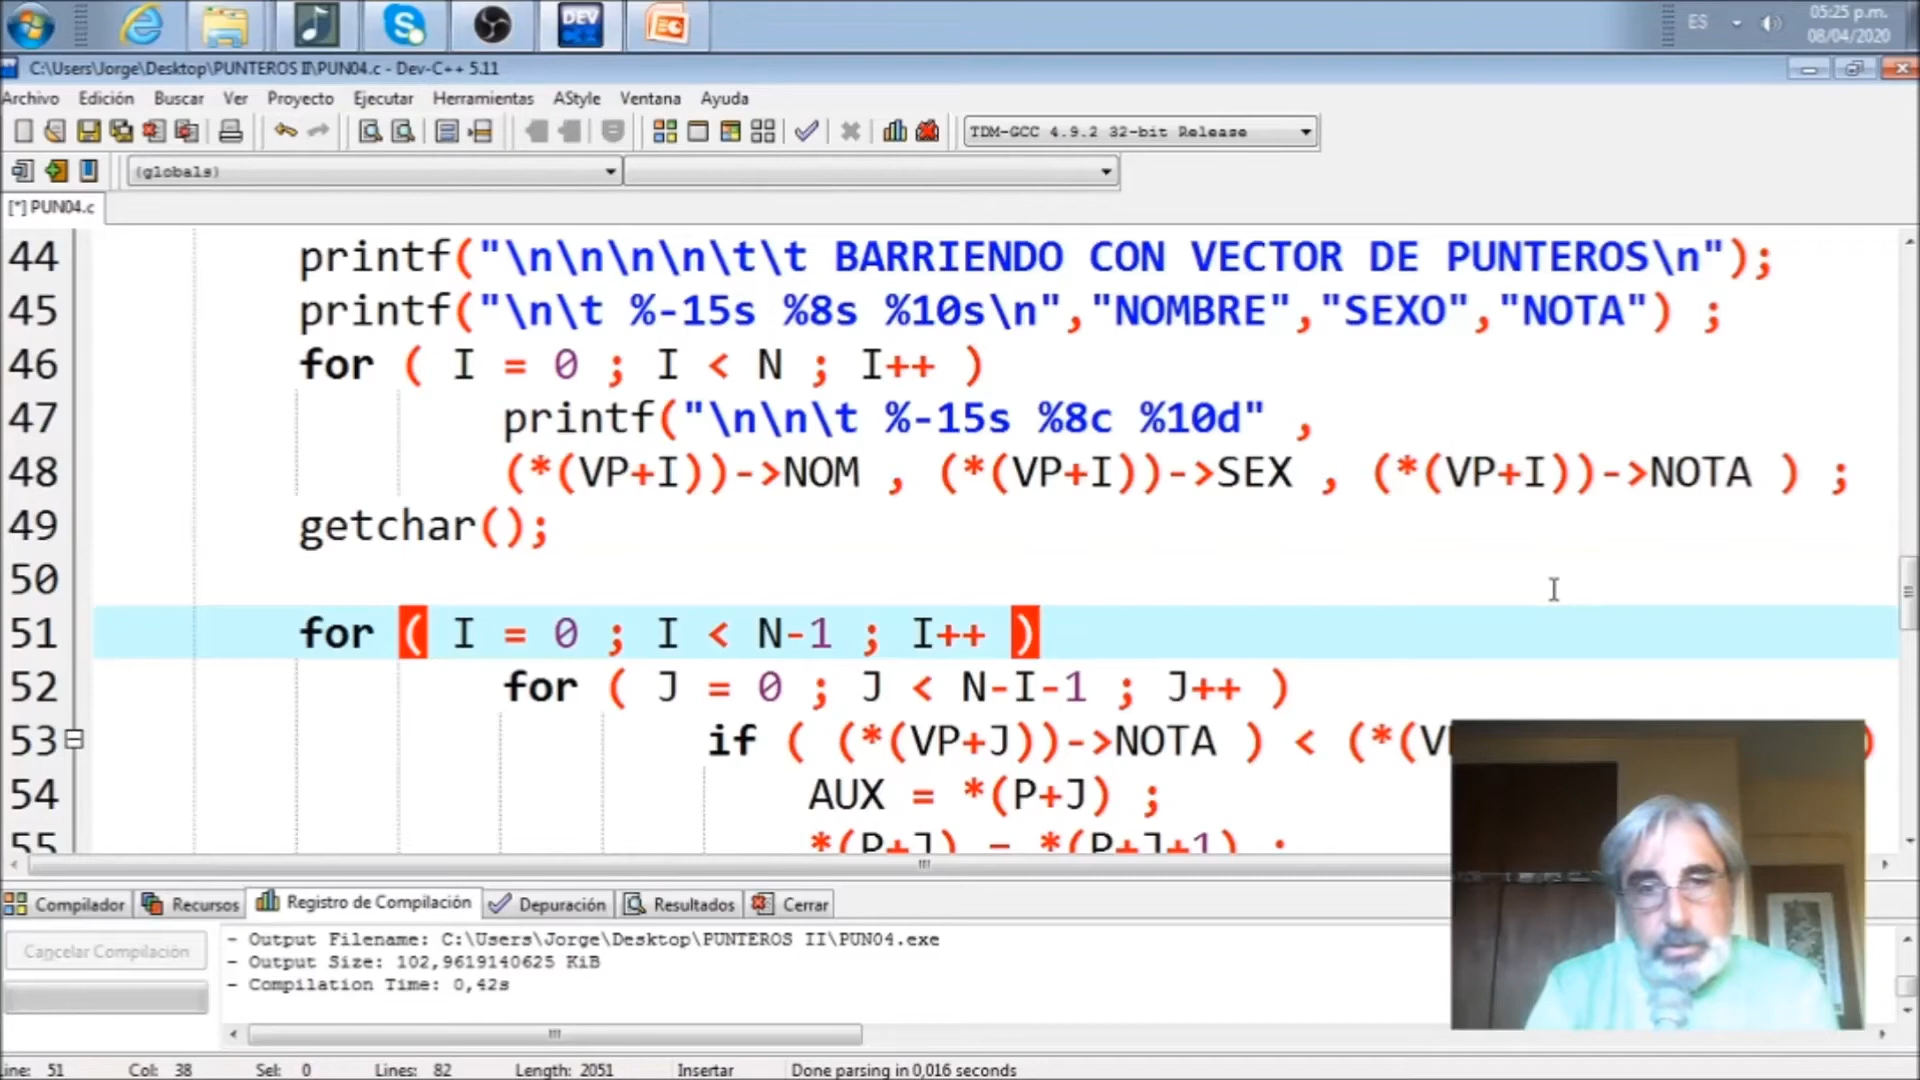 DEV
C++
ES
05:25 p.m.
08/04/2020
C:\Users\Jorge\Desktop\PUNTEROS II\PUN04.c - Dev-C++ 5.11
Archivo Edición Buscar Ver Proyecto Ejecutar Herramientas AStyle Ventana Ayuda
TDM-GCC 4.9.2 32-bit Release
(globals)
[*] PUN04.c
44 printf("\n\n\n\n\t\t BARRIENDO CON VECTOR DE PUNTEROS\n");
45 printf("\n\t %-15s %8s %10s\n","NOMBRE","SEXO","NOTA") ;
46 for ( I = 0 ; I < N ; I++ )
47 printf("\n\n\t %-15s %8c %10d" ,
48 (*(VP+I))->NOM , (*(VP+I))->SEX , (*(VP+I))->NOTA ) ;
49 getchar();
50
51 for ( I = 0 ; I < N-1 ; I++ )
52 for ( J = 0 ; J < N-I-1 ; J++ )
53 if ( (*(VP+J))->NOTA ) < (*(V )
54 AUX = *(P+J) ;
55 *(P+J) = *(P+J+1) ;
Compilador Recursos Registro de Compilación Depuración Resultados Cerrar
Cancelar Compilación
- Output Filename: C:\Users\Jorge\Desktop\PUNTEROS II\PUN04.exe
- Output Size: 102,9619140625 KiB
- Compilation Time: 0,42s
Line: 51 Col: 38 Sel: 0 Lines: 82 Length: 2051 Insertar Done parsing in 0,016 seconds